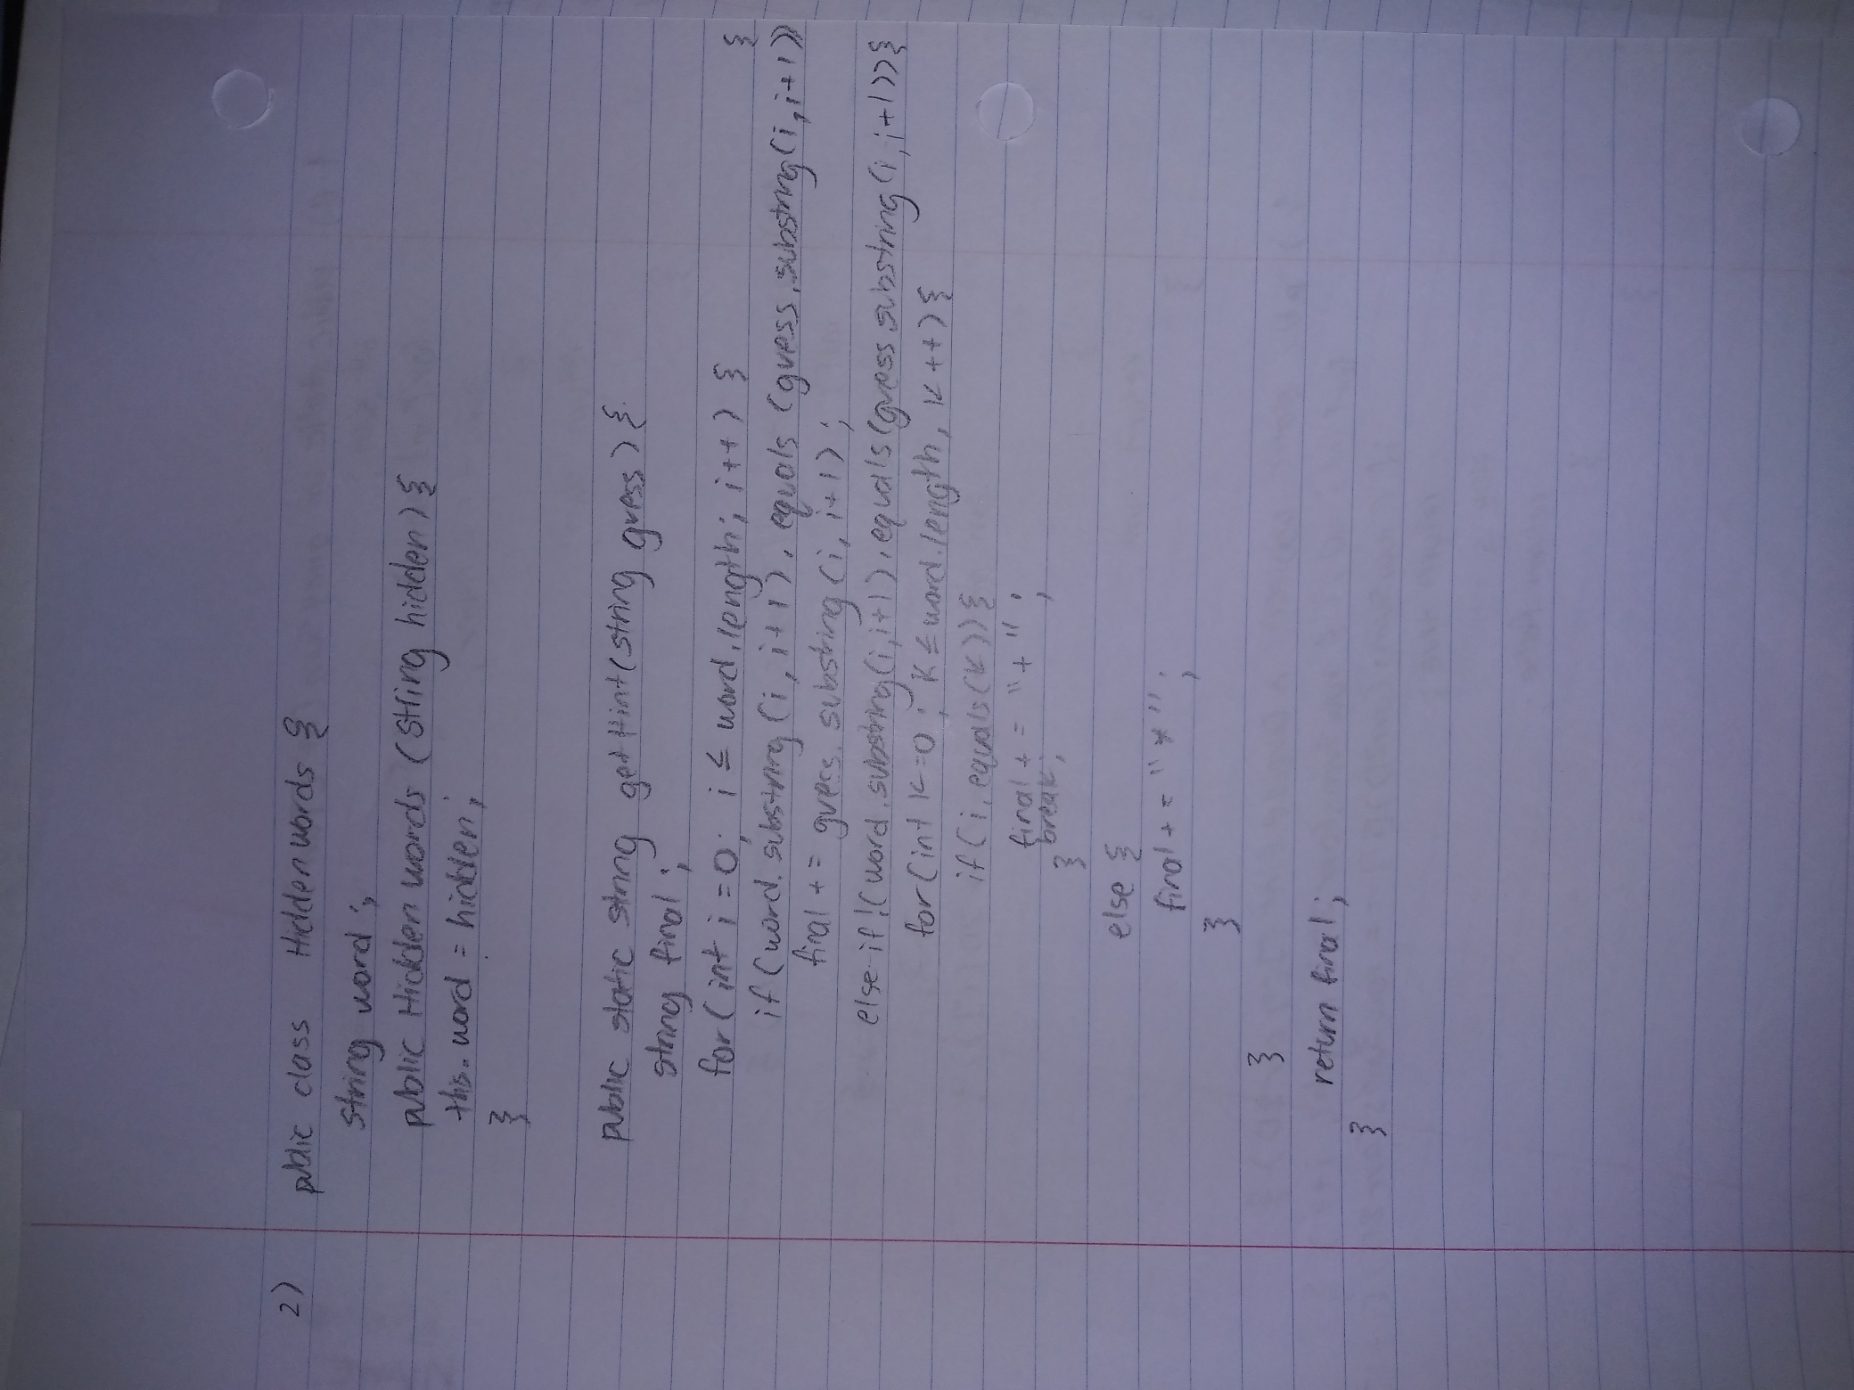 2) public class Hidden words {
string word ;
public Hidden words (string hidden) {
this.word = hidden;
}
public static string getHint(string guess) {
string final ;
for ( int i = 0; i ≤ word.length; i++ ) {
if (word.substring (i, i+1).equals (guess.substring(i,i+1)) {
final += guess.substring (i, i+1) ;
else if !( word.substring(i,i+1).equals (guess substring (i,i+1)) {
for (int k=0 ; k ≤ word.length, k ++) {
if ( i. equals (k)) {
final += "+" ;
break;
}
else {
final += "*" ;
}
}
return final ;
}